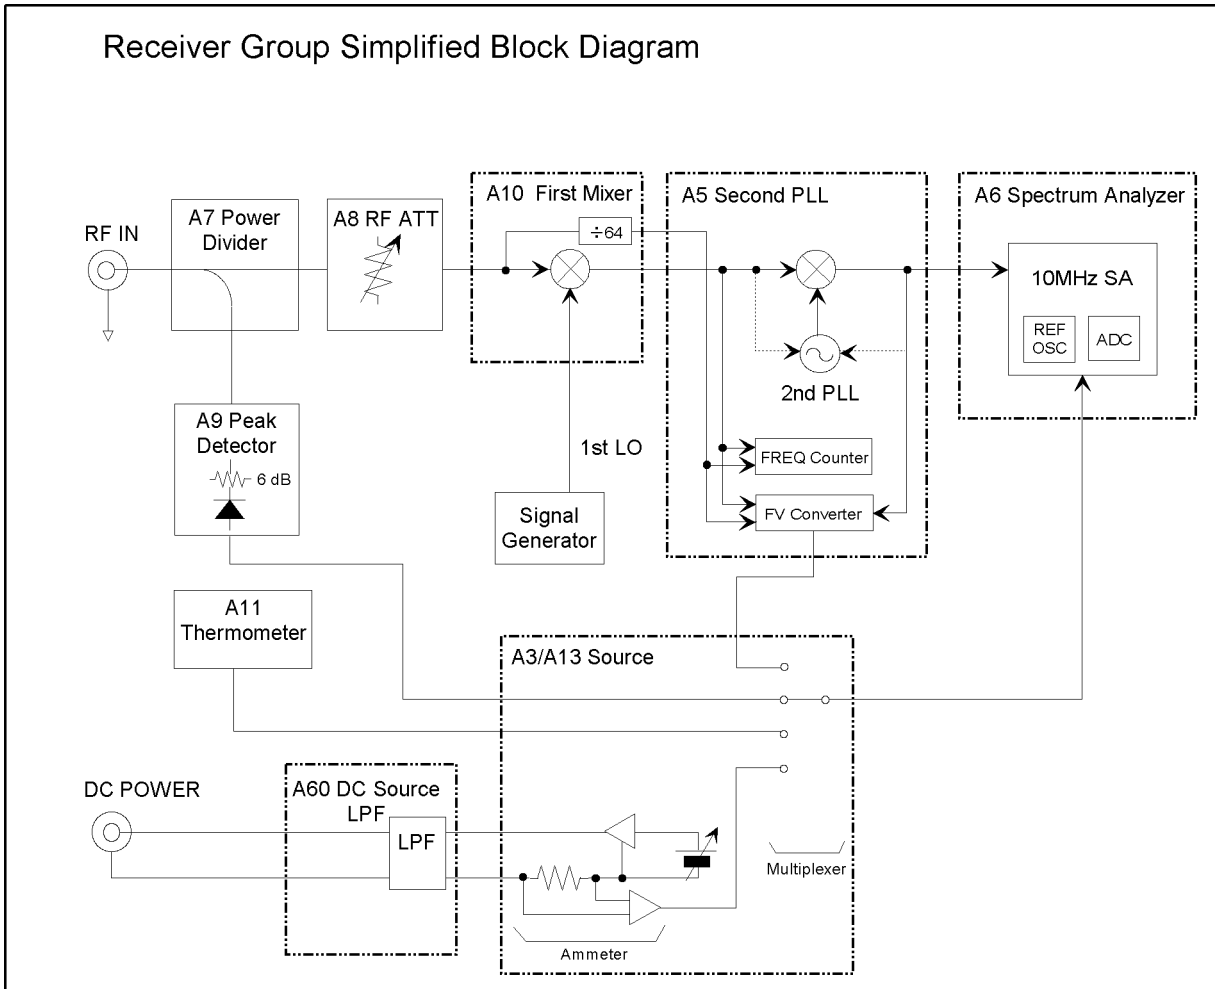 Receiver Group Simplified Block Diagram
RF IN
A7 Power
Divider
A8 RF ATT
A10 First Mixer
÷64
A5 Second PLL
2nd PLL
FREQ Counter
FV Converter
A6 Spectrum Analyzer
10MHz SA
REF
OSC
ADC
A9 Peak
Detector
6 dB
1st LO
Signal
Generator
A11
Thermometer
A3/A13 Source
DC POWER
A60 DC Source
LPF
LPF
Multiplexer
Ammeter